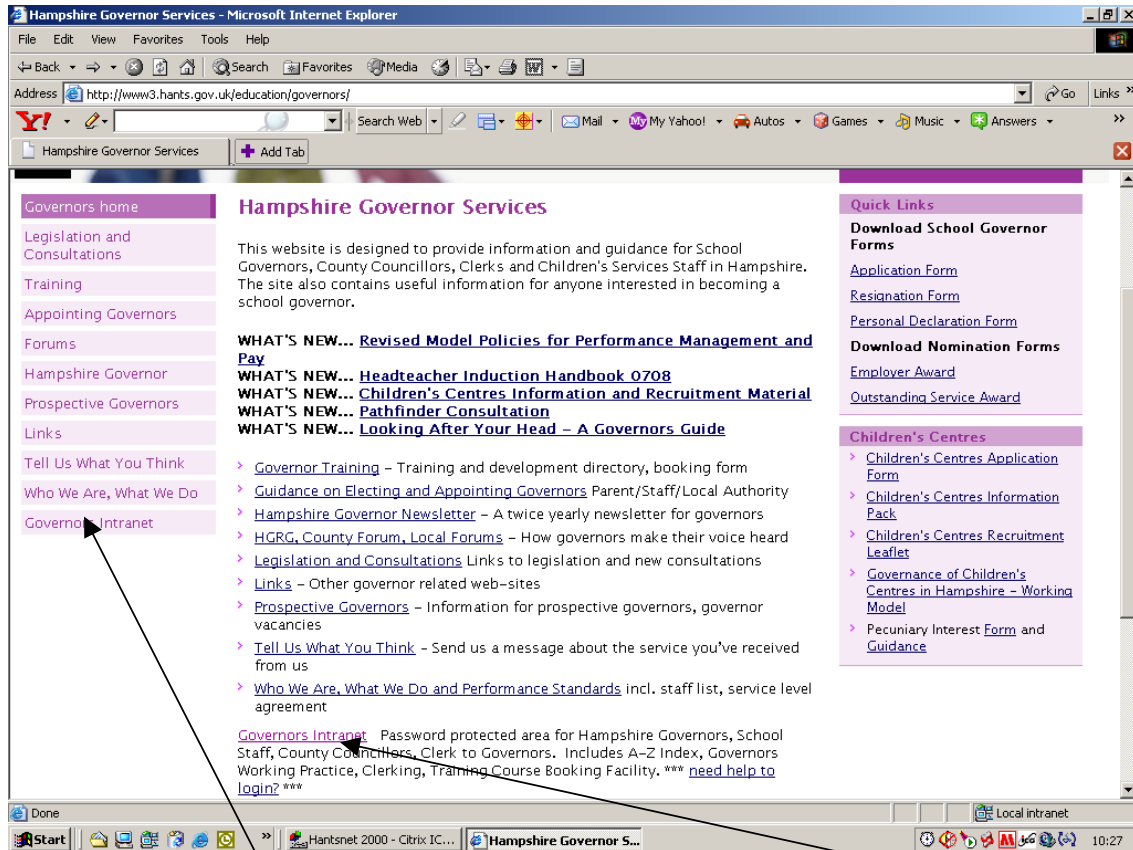 Hampshire Governor Services - Microsoft Internet Explorer
File Edit View Favorites Tools Help
Back Search Favorites Media
Address http://www3.hants.gov.uk/education/governors/ Go Links »
Y! Search Web Mail My Yahoo! Autos Games Music Answers »
Hampshire Governor Services Add Tab
Governors home
Legislation and
Consultations
Training
Appointing Governors
Forums
Hampshire Governor
Prospective Governors
Links
Tell Us What You Think
Who We Are, What We Do
Governors Intranet
Hampshire Governor Services
This website is designed to provide information and guidance for School
Governors, County Councillors, Clerks and Children's Services Staff in Hampshire.
The site also contains useful information for anyone interested in becoming a
school governor.
WHAT'S NEW... Revised Model Policies for Performance Management and
Pay
WHAT'S NEW... Headteacher Induction Handbook 0708
WHAT'S NEW... Children's Centres Information and Recruitment Material
WHAT'S NEW... Pathfinder Consultation
WHAT'S NEW... Looking After Your Head – A Governors Guide
> Governor Training – Training and development directory, booking form
> Guidance on Electing and Appointing Governors Parent/Staff/Local Authority
> Hampshire Governor Newsletter – A twice yearly newsletter for governors
> HGRG, County Forum, Local Forums – How governors make their voice heard
> Legislation and Consultations Links to legislation and new consultations
> Links – Other governor related web-sites
> Prospective Governors – Information for prospective governors, governor
vacancies
> Tell Us What You Think – Send us a message about the service you've received
from us
> Who We Are, What We Do and Performance Standards incl. staff list, service level
agreement
Governors Intranet Password protected area for Hampshire Governors, School
Staff, County Councillors, Clerk to Governors. Includes A–Z Index, Governors
Working Practice, Clerking, Training Course Booking Facility. *** need help to
login? ***
Quick Links
Download School Governor
Forms
Application Form
Resignation Form
Personal Declaration Form
Download Nomination Forms
Employer Award
Outstanding Service Award
Children's Centres
> Children's Centres Application
Form
> Children's Centres Information
Pack
> Children's Centres Recruitment
Leaflet
> Governance of Children's
Centres in Hampshire – Working
Model
> Pecuniary Interest Form and
Guidance
Done Local intranet
Start » Hantsnet 2000 - Citrix IC... Hampshire Governor S... 10:27